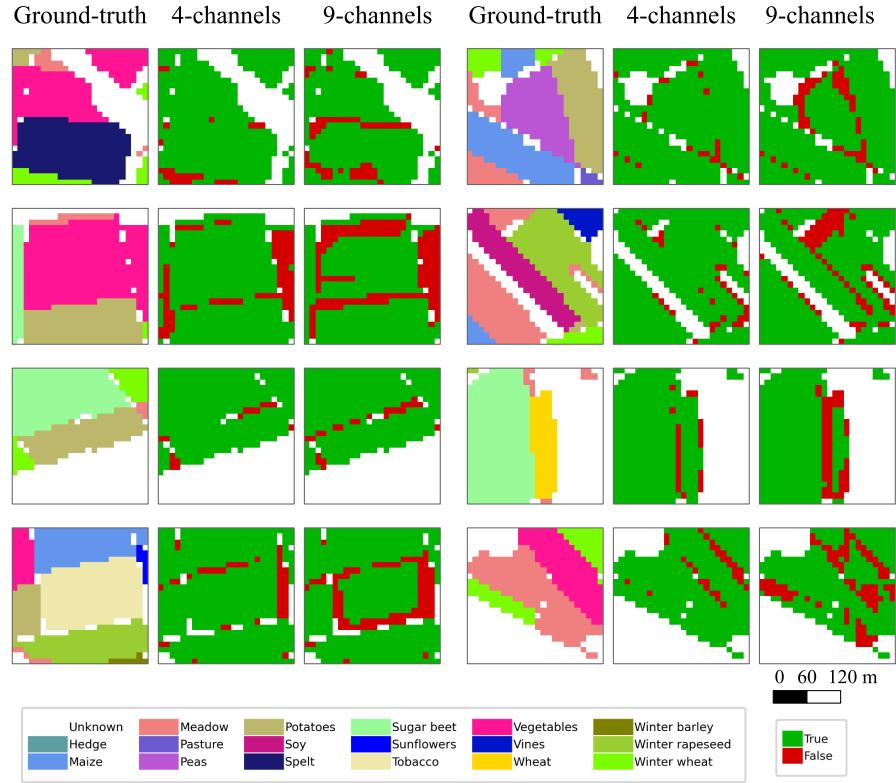 Ground-truth 4-channels 9-channels Ground-truth 4-channels 9-channels
0 60 120 m
Unknown Meadow Potatoes Sugar beet Vegetables Winter barley
Hedge Pasture Soy Sunflowers Vines Winter rapeseed
Maize Peas Spelt Tobacco Wheat Winter wheat
True
False